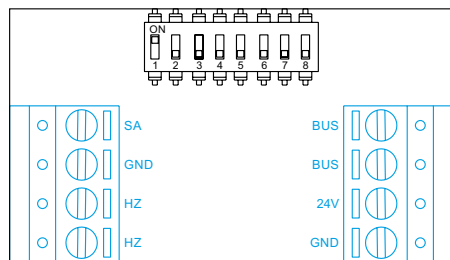 ON
1 2 3 4 5 6 7 8
SA BUS
GND BUS
HZ 24V
HZ GND